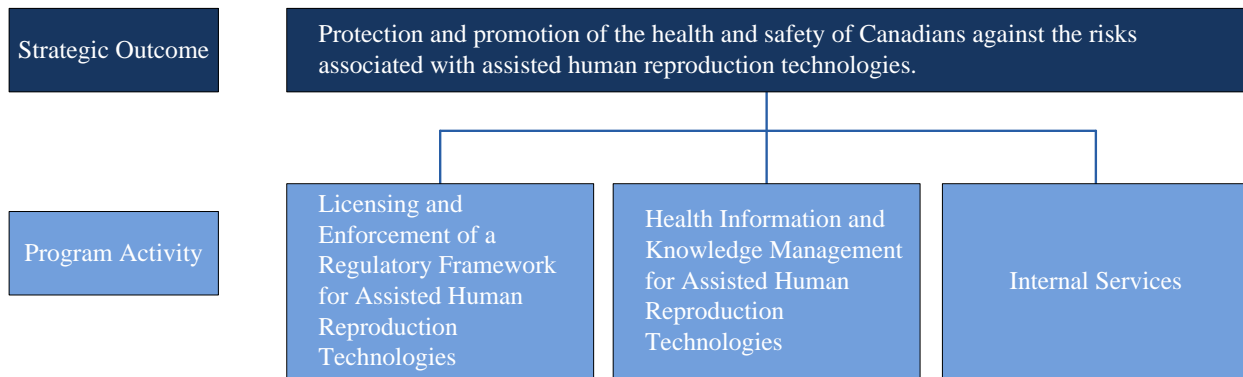 Strategic Outcome
Protection and promotion of the health and safety of Canadians against the risks
associated with assisted human reproduction technologies.
Program Activity
Licensing and
Enforcement of a
Regulatory Framework
for Assisted Human
Reproduction
Technologies
Health Information and
Knowledge Management
for Assisted Human
Reproduction
Technologies
Internal Services